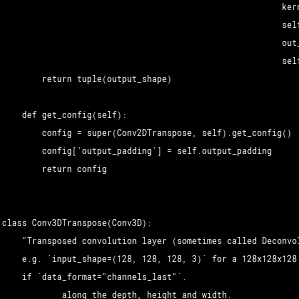 kern
self
out_
self
return tuple(output_shape)
def get_config(self):
config = super(Conv2DTranspose, self).get_config()
config['output_padding'] = self.output_padding
return config
class Conv3DTranspose(Conv3D):
"Transposed convolution layer (sometimes called Deconvol
e.g. `input_shape=(128, 128, 128, 3)` for a 128x128x128
if `data_format="channels_last"`.
along the depth, height and width.